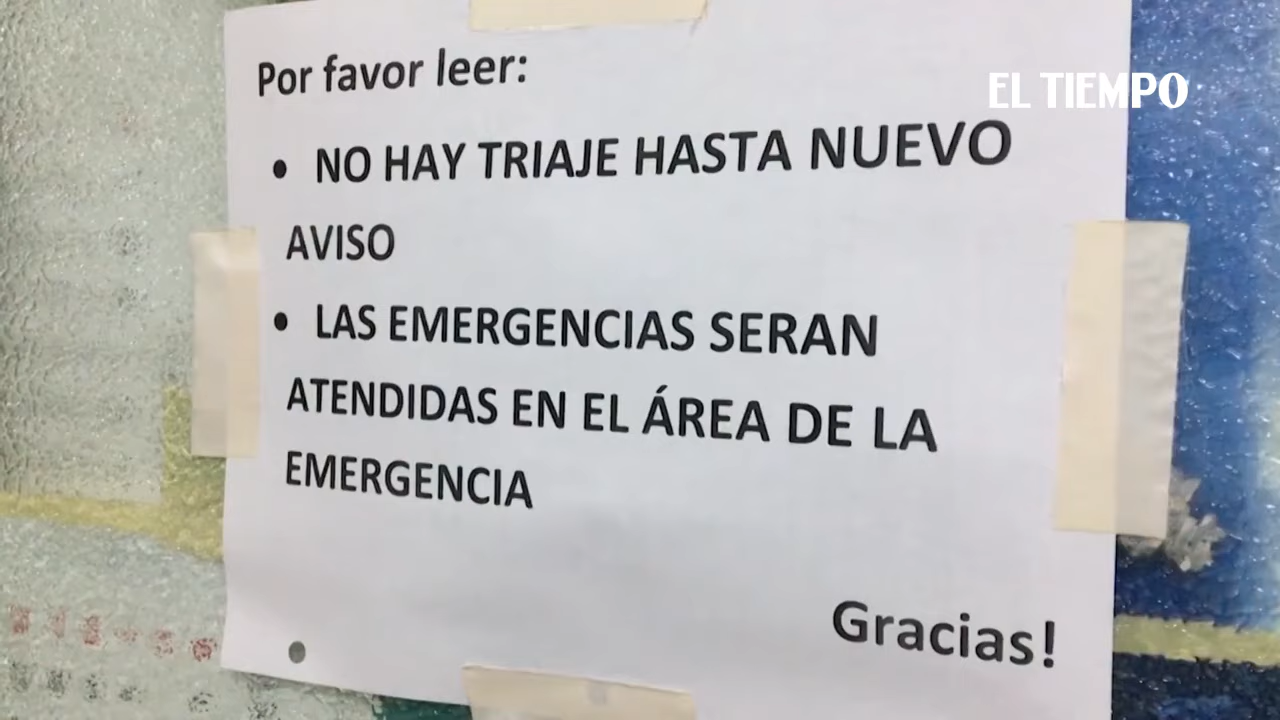 Por favor leer:
EL TIEMPO
• NO HAY TRIAJE HASTA NUEVO
AVISO
• LAS EMERGENCIAS SERAN
ATENDIDAS EN EL ÁREA DE LA
EMERGENCIA
Gracias!